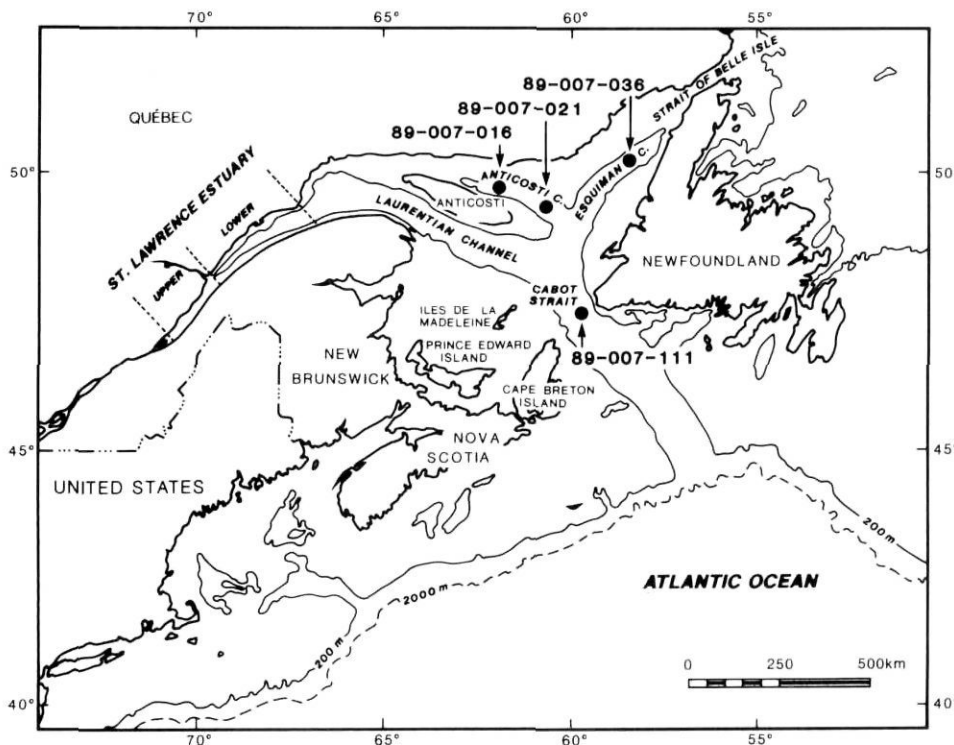 70°
65°
60°
55°
89-007-036
89-007-021
89-007-016
STRAIT OF BELLE ISLE
QUÉBEC
50°
50°
ANTICOSTI C.
ESQUIMAN C.
ANTICOSTI
ST. LAWRENCE ESTUARY
LOWER
UPPER
LAURENTIAN CHANNEL
NEWFOUNDLAND
CABOT
STRAIT
ILES DE LA
MADELEINE
PRINCE EDWARD
ISLAND
89-007-111
NEW
BRUNSWICK
CAPE BRETON
ISLAND
NOVA
SCOTIA
45°
45°
UNITED STATES
200m
ATLANTIC OCEAN
2000m
200m
0 250 500km
40°
40°
70°
65°
60°
55°